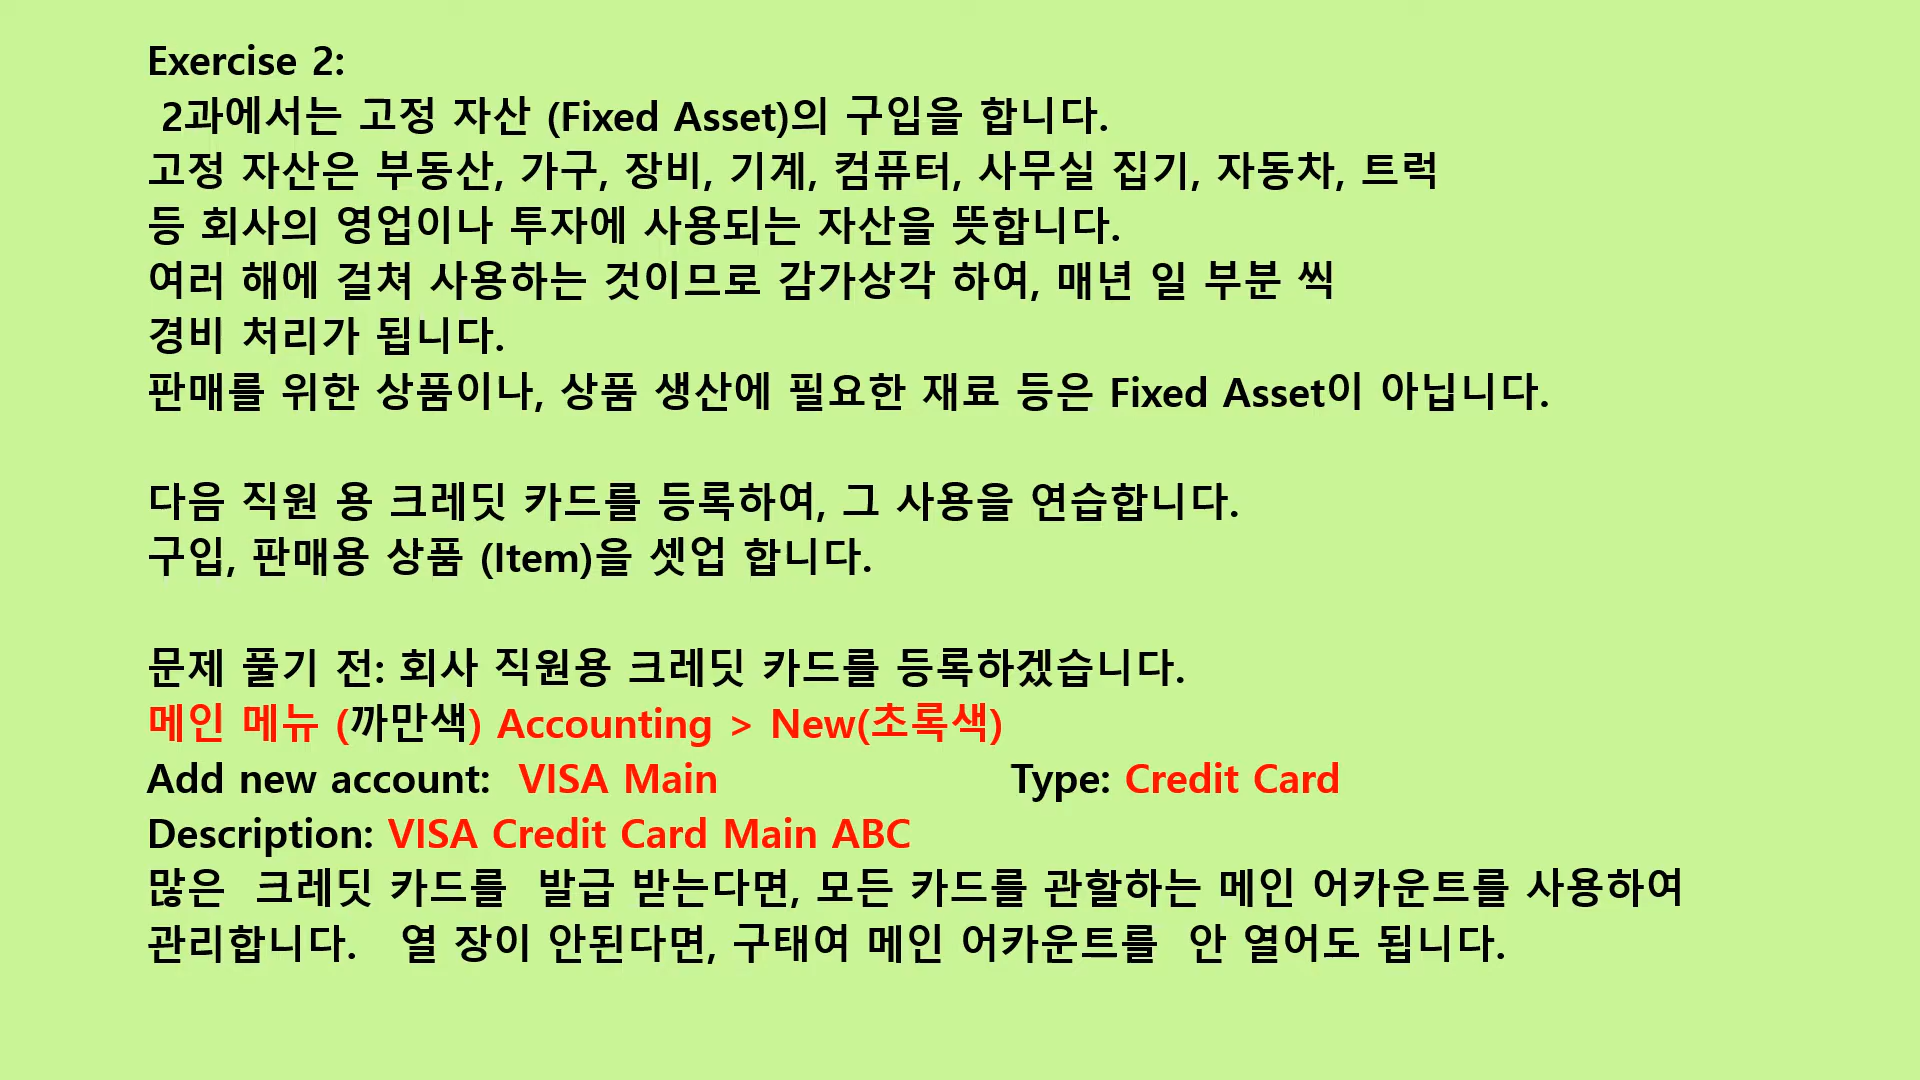 Exercise 2:
2과에서는 고정 자산 (Fixed Asset)의 구입을 합니다.
고정 자산은 부동산, 가구, 장비, 기계, 컴퓨터, 사무실 집기, 자동차, 트럭
등 회사의 영업이나 투자에 사용되는 자산을 뜻합니다.
여러 해에 걸쳐 사용하는 것이므로 감가상각 하여, 매년 일 부분 씩
경비 처리가 됩니다.
판매를 위한 상품이나, 상품 생산에 필요한 재료 등은 Fixed Asset이 아닙니다.
다음 직원 용 크레딧 카드를 등록하여, 그 사용을 연습합니다.
구입, 판매용 상품 (Item)을 셋업 합니다.
문제 풀기 전: 회사 직원용 크레딧 카드를 등록하겠습니다.
메인 메뉴 (까만색) Accounting > New(초록색)
Add new account: VISA Main Type: Credit Card
Description: VISA Credit Card Main ABC
많은 크레딧 카드를 발급 받는다면, 모든 카드를 관할하는 메인 어카운트를 사용하여
관리합니다. 열 장이 안된다면, 구태여 메인 어카운트를 안 열어도 됩니다.